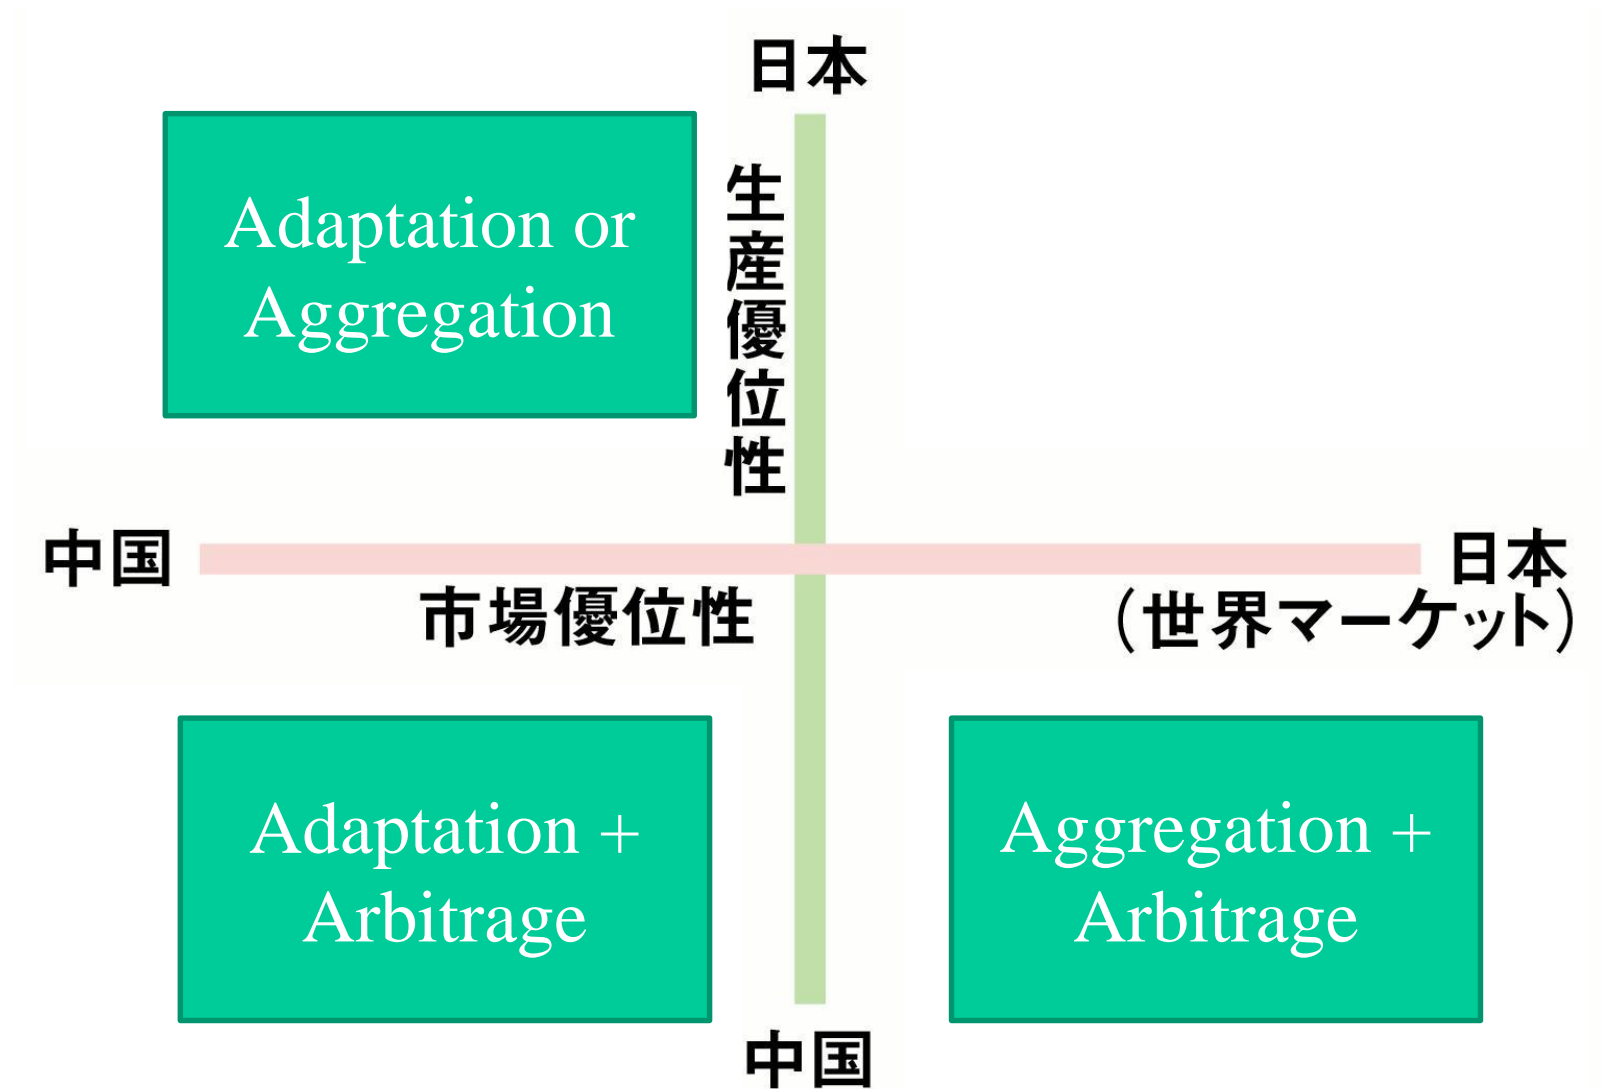 日本
Adaptation or
Aggregation
生産優位性
中国
日本
市場優位性
（世界マーケット）
Adaptation +
Arbitrage
Aggregation +
Arbitrage
中国